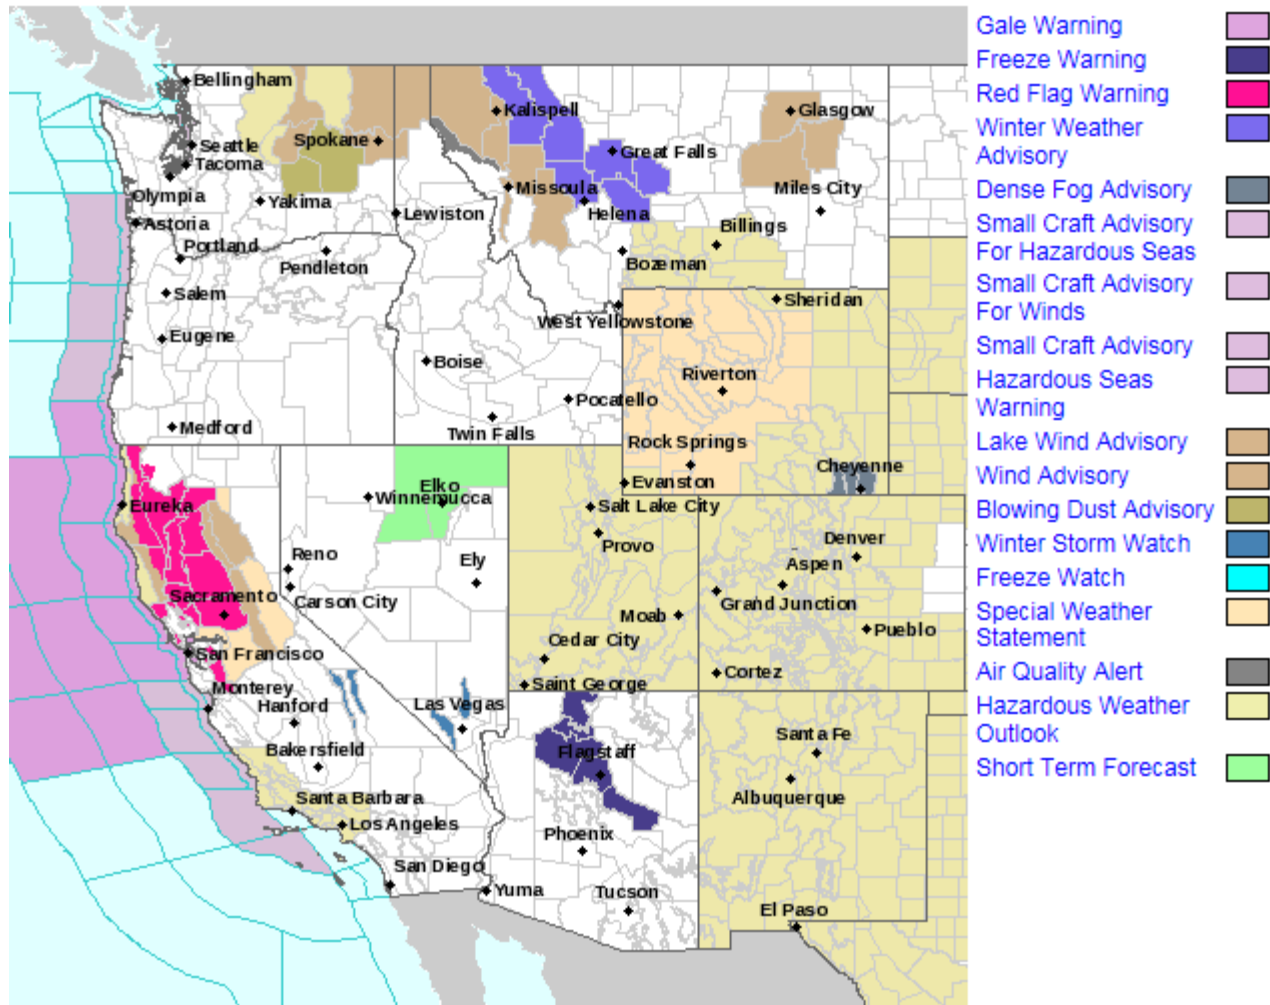 Bellingham
Seattle
Tacoma
Olympia
Astoria
Portland
Salem
Eugene
Medford
Yakima
Spokane
Pendleton
Lewiston
Kalispell
Missoula
Great Falls
Helena
Glasgow
Miles City
Billings
Bozeman
West Yellowstone
Sheridan
Boise
Pocatello
Twin Falls
Riverton
Rock Springs
Cheyenne
Evanston
Eureka
Sacramento
San Francisco
Monterey
Hanford
Bakersfield
Santa Barbara
Los Angeles
San Diego
Elko
Winnemucca
Reno
Carson City
Ely
Las Vegas
Salt Lake City
Provo
Moab
Cedar City
Saint George
Denver
Aspen
Grand Junction
Pueblo
Cortez
Flagstaff
Phoenix
Yuma
Tucson
Santa Fe
Albuquerque
El Paso
Gale Warning
Freeze Warning
Red Flag Warning
Winter Weather
Advisory
Dense Fog Advisory
Small Craft Advisory
For Hazardous Seas
Small Craft Advisory
For Winds
Small Craft Advisory
Hazardous Seas
Warning
Lake Wind Advisory
Wind Advisory
Blowing Dust Advisory
Winter Storm Watch
Freeze Watch
Special Weather
Statement
Air Quality Alert
Hazardous Weather
Outlook
Short Term Forecast